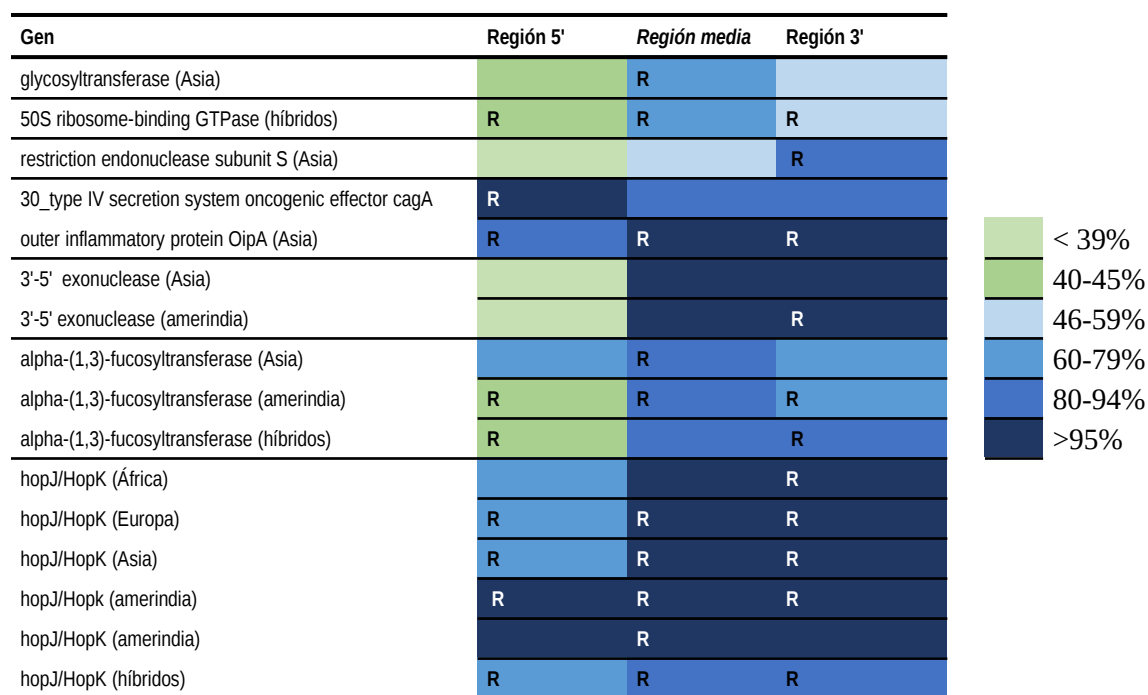 Gen Región 5' Región media Región 3'
glycosyltransferase (Asia) R
50S ribosome-binding GTPase (híbridos) R R R
restriction endonuclease subunit S (Asia) R
30_type IV secretion system oncogenic effector cagA R
outer inflammatory protein OipA (Asia) R R R
3'-5'  exonuclease (Asia)
3'-5' exonuclease (amerindia) R
alpha-(1,3)-fucosyltransferase (Asia) R
alpha-(1,3)-fucosyltransferase (amerindia) R R R
alpha-(1,3)-fucosyltransferase (híbridos) R R
hopJ/HopK (África) R
hopJ/HopK (Europa) R R R
hopJ/HopK (Asia) R R R
hopJ/Hopk (amerindia) R R R
hopJ/HopK (amerindia) R
hopJ/HopK (híbridos) R R R
< 39%
40-45%
46-59%
60-79%
80-94%
>95%